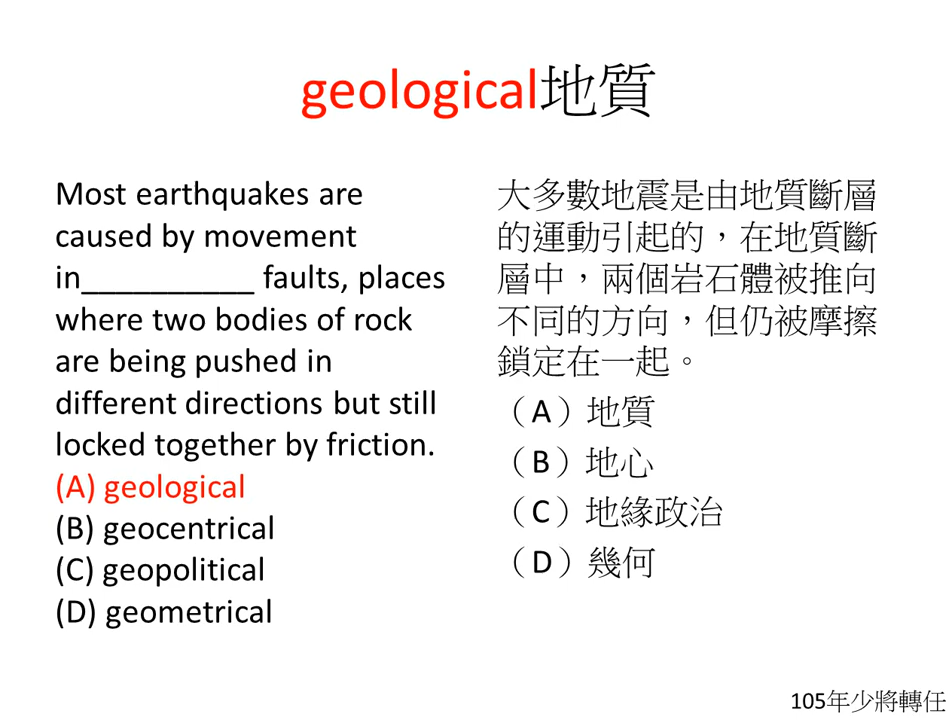 geological地質
Most earthquakes are
caused by movement
in__________ faults, places
where two bodies of rock
are being pushed in
different directions but still
locked together by friction.
(A) geological
(B) geocentrical
(C) geopolitical
(D) geometrical
大多數地震是由地質斷層
的運動引起的，在地質斷
層中，兩個岩石體被推向
不同的方向，但仍被摩擦
鎖定在一起。
（A）地質
（B）地心
（C）地緣政治
（D）幾何
105年少將轉任